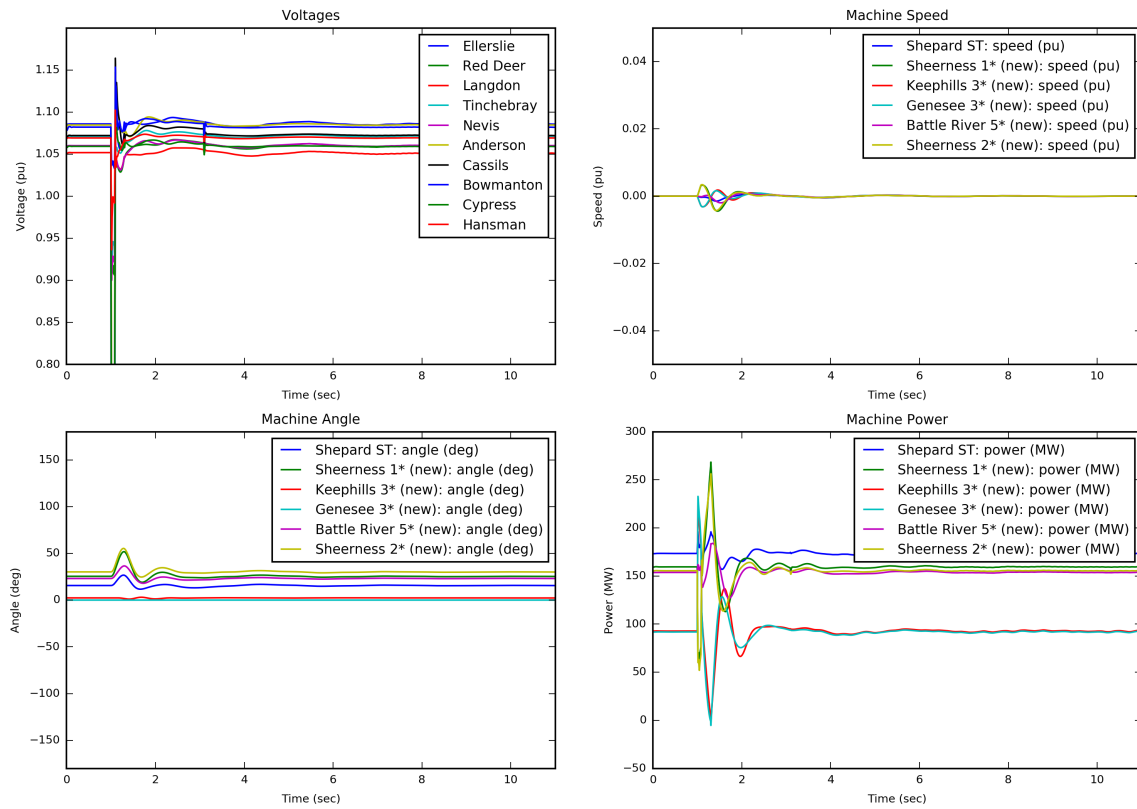 Voltages
1.15
1.10
1.05
1.00
0.95
0.90
0.85
0.80
Voltage (pu)
0
2
4
6
8
10
Time (sec)
Ellerslie
Red Deer
Langdon
Tinchebray
Nevis
Anderson
Cassils
Bowmanton
Cypress
Hansman
Machine Speed
0.04
0.02
0.00
−0.02
−0.04
Speed (pu)
0
2
4
6
8
10
Time (sec)
Shepard ST: speed (pu)
Sheerness 1* (new): speed (pu)
Keephills 3* (new): speed (pu)
Genesee 3* (new): speed (pu)
Battle River 5* (new): speed (pu)
Sheerness 2* (new): speed (pu)
Machine Angle
150
100
50
0
−50
−100
−150
Angle (deg)
0
2
4
6
8
10
Time (sec)
Shepard ST: angle (deg)
Sheerness 1* (new): angle (deg)
Keephills 3* (new): angle (deg)
Genesee 3* (new): angle (deg)
Battle River 5* (new): angle (deg)
Sheerness 2* (new): angle (deg)
Machine Power
300
250
200
150
100
50
0
−50
Power (MW)
0
2
4
6
8
10
Time (sec)
Shepard ST: power (MW)
Sheerness 1* (new): power (MW)
Keephills 3* (new): power (MW)
Genesee 3* (new): power (MW)
Battle River 5* (new): power (MW)
Sheerness 2* (new): power (MW)